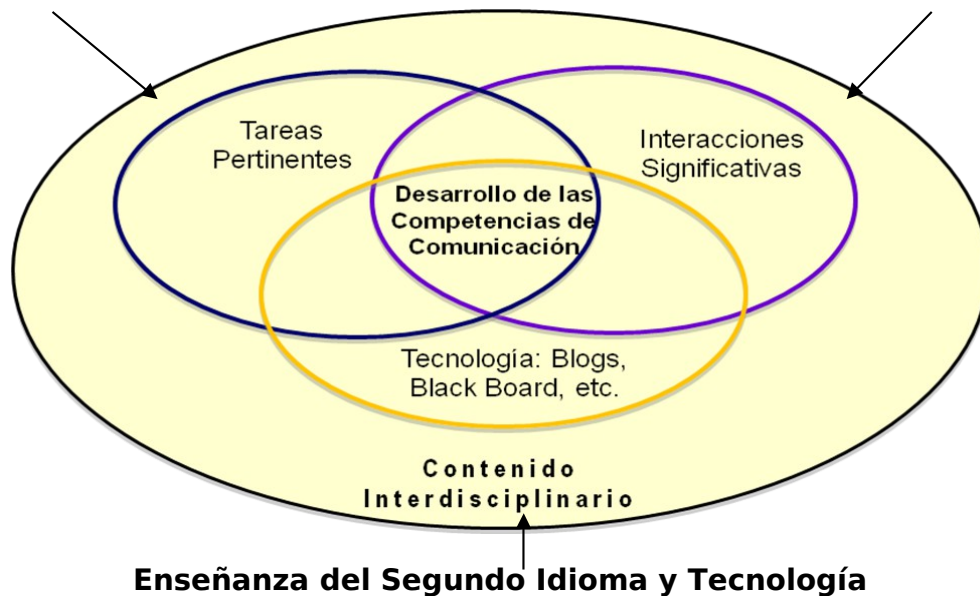 Tareas
Pertinentes
Interacciones
Significativas
Desarrollo de las
Competencias de
Comunicación
Tecnología: Blogs,
Black Board, etc.
Contenido
Interdisciplinario
Enseñanza del Segundo Idioma y Tecnología